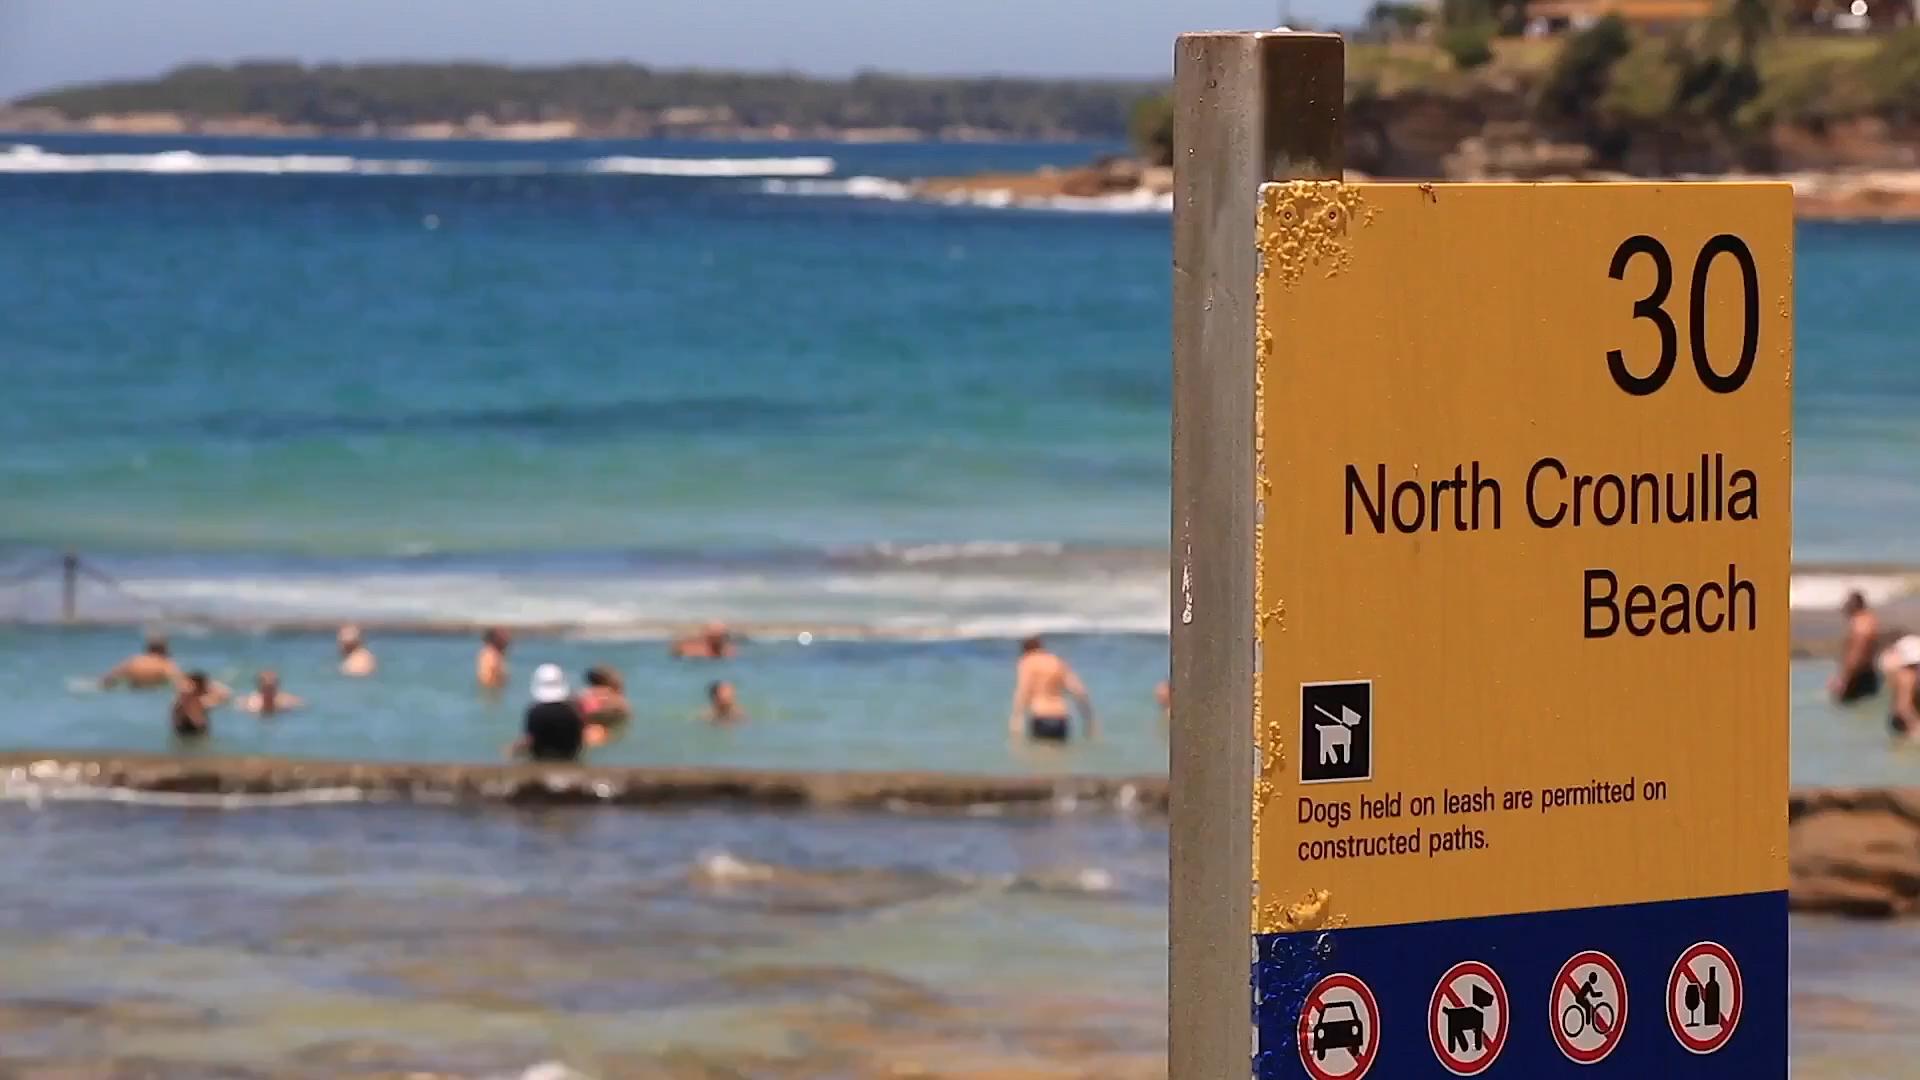 30
North Cronulla
Beach
Dogs held on leash are permitted on
constructed paths.